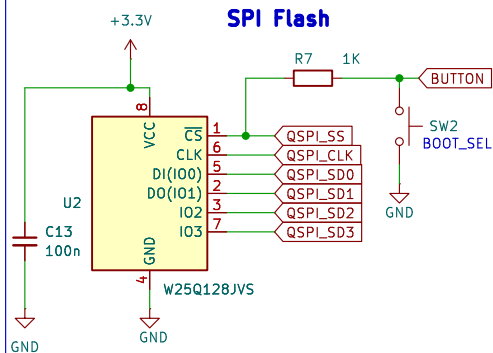 SPI Flash
+3.3V
R7 1K
BUTTON
8
VCC
CS 1 QSPI_SS
SW2
CLK 6 QSPI_CLK
BOOT_SEL
DI(IO0) 5 QSPI_SD0
DO(IO1) 2 QSPI_SD1
U2
IO2 3 QSPI_SD2
GND
C13
IO3 7 QSPI_SD3
100n
GND
4
W25Q128JVS
GND
GND